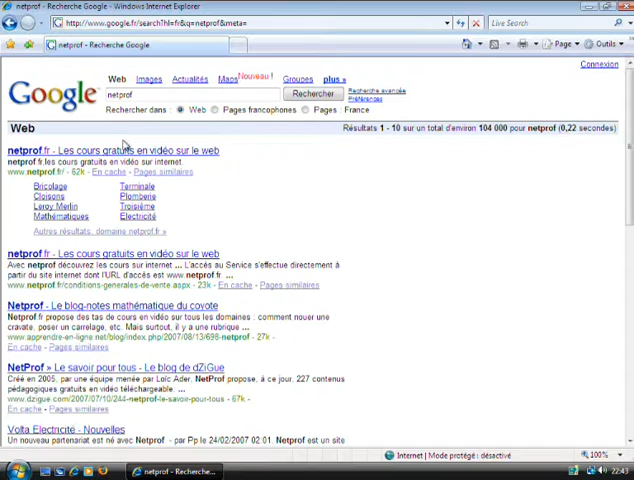 netprof - Recherche Google - Windows Internet Explorer
http://www.google.fr/search?hl=fr&q=netprof&meta=
Live Search
netprof - Recherche Google
Page
Outils
Connexion
Google
Web Images Actualités Maps Nouveau ! Groupes plus »
netprof
Rechercher
Recherche avancée
Préférences
Rechercher dans : Web Pages francophones Pages : France
Web
Résultats 1 - 10 sur un total d'environ 104 000 pour netprof (0,22 secondes)
netprof.fr - Les cours gratuits en vidéo sur le web
netprof.fr.les cours gratuits en vidéo sur internet
www.netprof.fr/ - 62k - En cache - Pages similaires
Bricolage Terminale
Cloisons Plomberie
Leroy Merlin Troisième
Mathématiques Electricité
Autres résultats, domaine netprof.fr »
netprof.fr - Les cours gratuits en vidéo sur le web
Avec netprof découvrez les cours sur internet ... L'accès au Service s'effectue directement à
partir du site internet dont l'URL d'accès est www.netprof.fr. ...
www.netprof.fr/conditions-generales-de-vente.aspx - 23k - En cache - Pages similaires
Netprof - Le blog-notes mathématique du coyote
Netprof.fr propose des tas de cours en vidéo sur tous les domaines : comment nouer une
cravate, poser un carrelage, etc. Mais surtout, il y a une rubrique ...
www.apprendre-en-ligne.net/blog/index.php/2007/08/13/698-netprof - 27k -
En cache - Pages similaires
NetProf » Le savoir pour tous - Le blog de dZiGue
Créé en 2005, par une équipe menée par Loïc Ader, NetProf propose, à ce jour, 227 contenus
pédagogiques gratuits en vidéo téléchargeable. ...
www.dzigue.com/2007/07/10/244-netprof-le-savoir-pour-tous - 67k -
En cache - Pages similaires
Volta Electricité - Nouvelles
Un nouveau partenariat est né avec Netprof - par Pp le 24/02/2007 02:01. Netprof est un site
Internet | Mode protégé : désactivé
100%
netprof - Recherche...
22:43